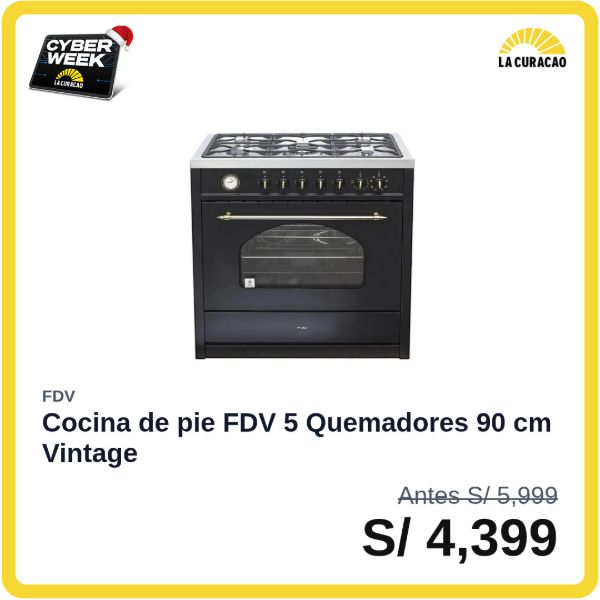 CYBER
WEEK
LA CURACAO
LA CURACAO
FDV
Cocina de pie FDV 5 Quemadores 90 cm
Vintage
Antes S/ 5,999
S/ 4,399